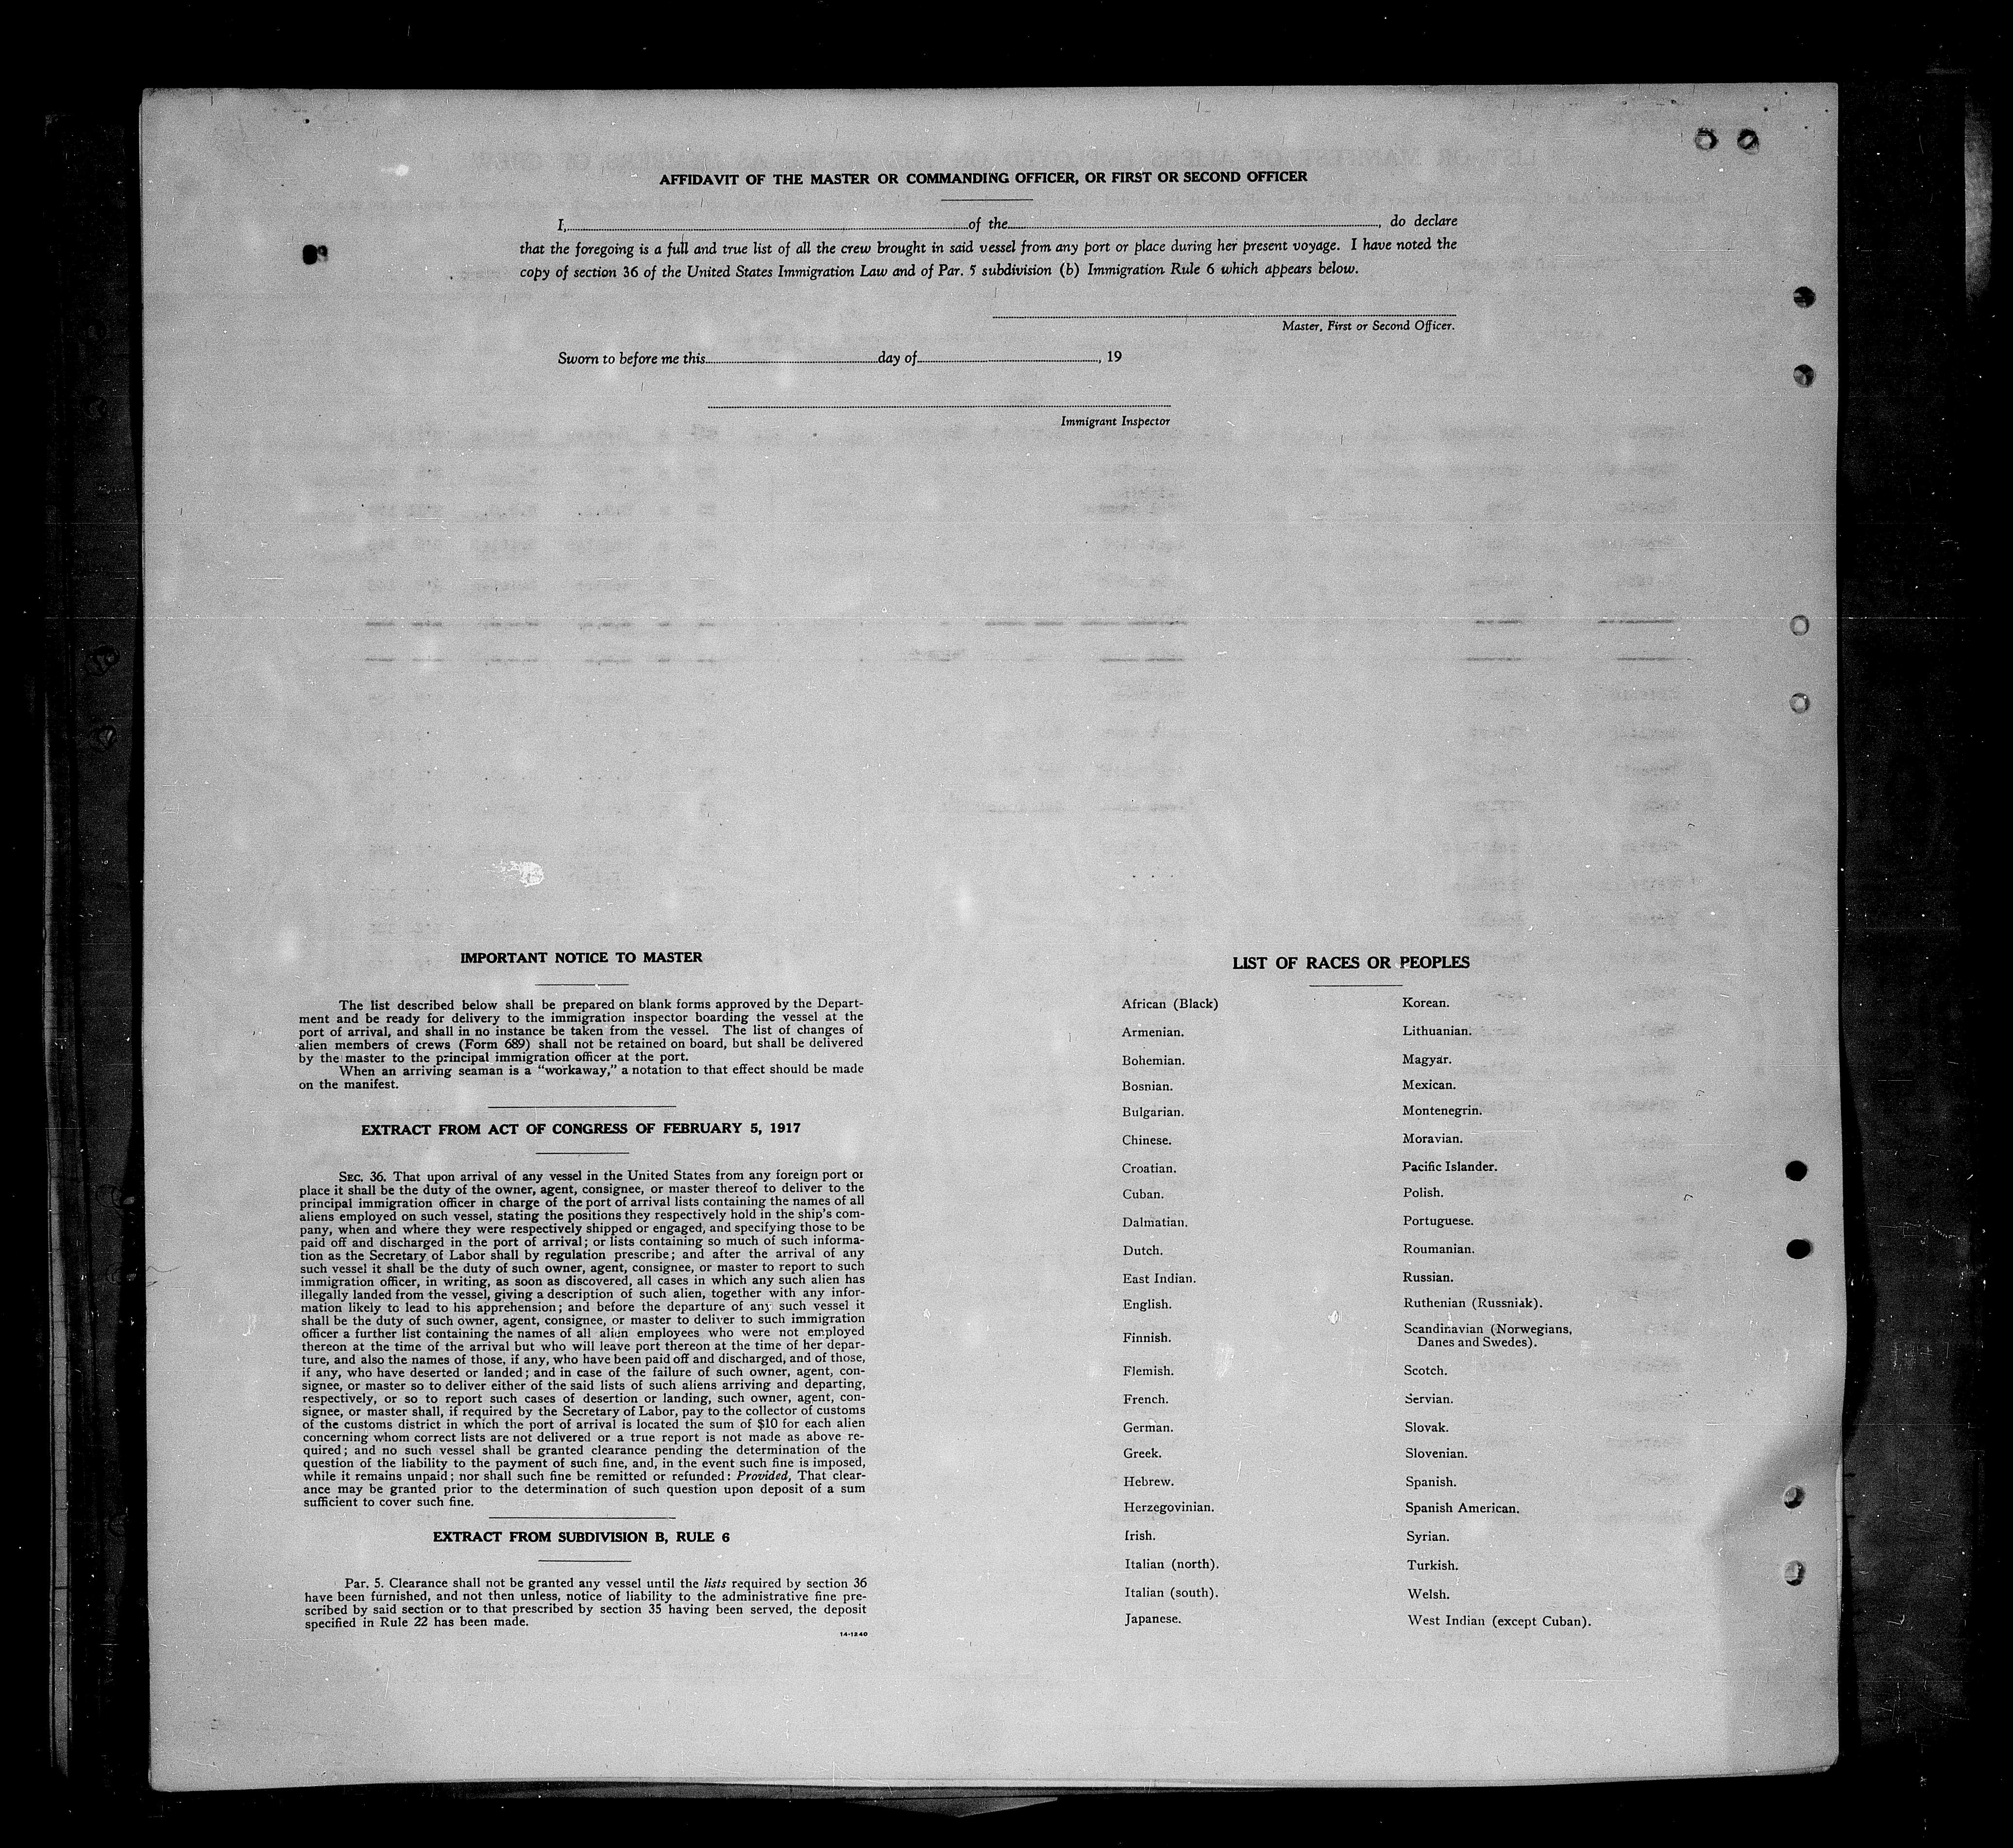 AFFIDAVIT OF THE MASTER OR COMMANDING OFFICER, OR FIRST OR SECOND OFFICER
I, of the , do declare
that the foregoing is a full and true list of all the crew brought in said vessel from any port or place during her present voyage. I have noted the
copy of section 36 of the United States Immigration Law and of Par. 5 subdivision (b) Immigration Rule 6 which appears below.
Master, First or Second Officer.
Sworn to before me this day of , 19
Immigrant Inspector
IMPORTANT NOTICE TO MASTER
The list described below shall be prepared on blank forms approved by the Depart-
ment and be ready for delivery to the immigration inspector boarding the vessel at the
port of arrival, and shall in no instance be taken from the vessel. The list of changes of
alien members of crews (Form 689) shall not be retained on board, but shall be delivered
by the master to the principal immigration officer at the port.
When an arriving seaman is a "workaway," a notation to that effect should be made
on the manifest.
EXTRACT FROM ACT OF CONGRESS OF FEBRUARY 5, 1917
SEC. 36. That upon arrival of any vessel in the United States from any foreign port or
place it shall be the duty of the owner, agent, consignee, or master thereof to deliver to the
principal immigration officer in charge of the port of arrival lists containing the names of all
aliens employed on such vessel, stating the positions they respectively hold in the ship's com-
pany, when and where they were respectively shipped or engaged, and specifying those to be
paid off and discharged in the port of arrival; or lists containing so much of such informa-
tion as the Secretary of Labor shall by regulation prescribe; and after the arrival of any
such vessel it shall be the duty of such owner, agent, consignee, or master to report to such
immigration officer, in writing, as soon as discovered, all cases in which any such alien has
illegally landed from the vessel, giving a description of such alien, together with any infor-
mation likely to lead to his apprehension; and before the departure of any such vessel it
shall be the duty of such owner, agent, consignee, or master to deliver to such immigration
officer a further list containing the names of all alien employees who were not employed
thereon at the time of the arrival but who will leave port thereon at the time of her depar-
ture, and also the names of those, if any, who have been paid off and discharged, and of those,
if any, who have deserted or landed; and in case of the failure of such owner, agent, con-
signee, or master so to deliver either of the said lists of such aliens arriving and departing,
respectively, or so to report such cases of desertion or landing, such owner, agent, con-
signee, or master shall, if required by the Secretary of Labor, pay to the collector of customs
of the customs district in which the port of arrival is located the sum of $10 for each alien
concerning whom correct lists are not delivered or a true report is not made as above re-
quired; and no such vessel shall be granted clearance pending the determination of the
question of the liability to the payment of such fine, and, in the event such fine is imposed,
while it remains unpaid; nor shall such fine be remitted or refunded: Provided, That clear-
ance may be granted prior to the determination of such question upon deposit of a sum
sufficient to cover such fine.
EXTRACT FROM SUBDIVISION B, RULE 6
Par. 5. Clearance shall not be granted any vessel until the lists required by section 36
have been furnished, and not then unless, notice of liability to the administrative fine pre-
scribed by said section or to that prescribed by section 35 having been served, the deposit
specified in Rule 22 has been made.
14-1240
LIST OF RACES OR PEOPLES
African (Black)
Armenian.
Bohemian.
Bosnian.
Bulgarian.
Chinese.
Croatian.
Cuban.
Dalmatian.
Dutch.
East Indian.
English.
Finnish.
Flemish.
French.
German.
Greek.
Hebrew.
Herzegovinian.
Irish.
Italian (north).
Italian (south).
Japanese.
Korean.
Lithuanian.
Magyar.
Mexican.
Montenegrin.
Moravian.
Pacific Islander.
Polish.
Portuguese.
Roumanian.
Russian.
Ruthenian (Russniak).
Scandinavian (Norwegians,
Danes and Swedes).
Scotch.
Servian.
Slovak.
Slovenian.
Spanish.
Spanish American.
Syrian.
Turkish.
Welsh.
West Indian (except Cuban).